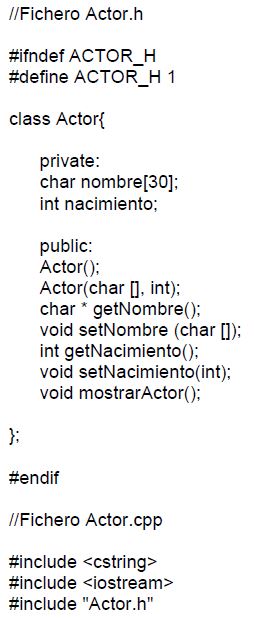 //Fichero Actor.h
#ifndef ACTOR_H
#define ACTOR_H 1
class Actor{
private:
char nombre[30];
int nacimiento;
public:
Actor();
Actor(char [], int);
char * getNombre();
void setNombre (char []);
int getNacimiento();
void setNacimiento(int);
void mostrarActor();
};
#endif
//Fichero Actor.cpp
#include <cstring>
#include <iostream>
#include "Actor.h"